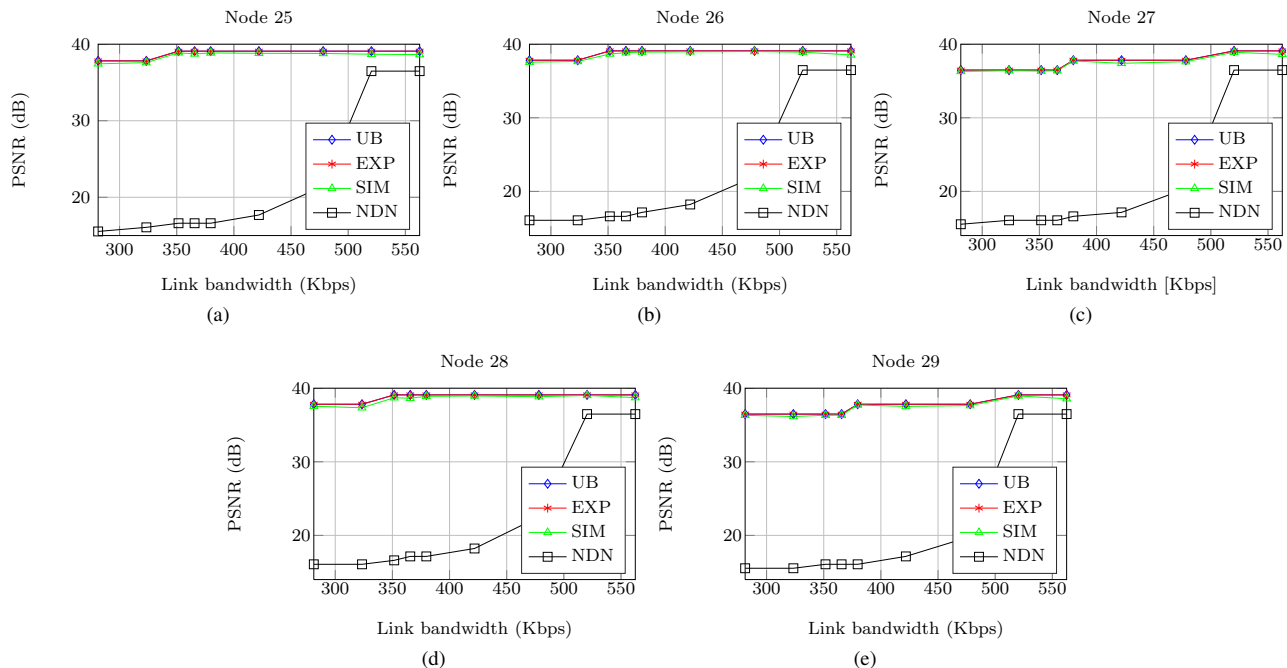 Node 25
PSNR (dB)
40
30
20
300 350 400 450 500 550
UB
EXP
SIM
NDN
Link bandwidth (Kbps)
(a)
Node 26
PSNR (dB)
40
30
20
300 350 400 450 500 550
UB
EXP
SIM
NDN
Link bandwidth (Kbps)
(b)
Node 27
PSNR (dB)
40
30
20
300 350 400 450 500 550
UB
EXP
SIM
NDN
Link bandwidth [Kbps]
(c)
Node 28
PSNR (dB)
40
30
20
300 350 400 450 500 550
UB
EXP
SIM
NDN
Link bandwidth (Kbps)
(d)
Node 29
PSNR (dB)
40
30
20
300 350 400 450 500 550
UB
EXP
SIM
NDN
Link bandwidth (Kbps)
(e)